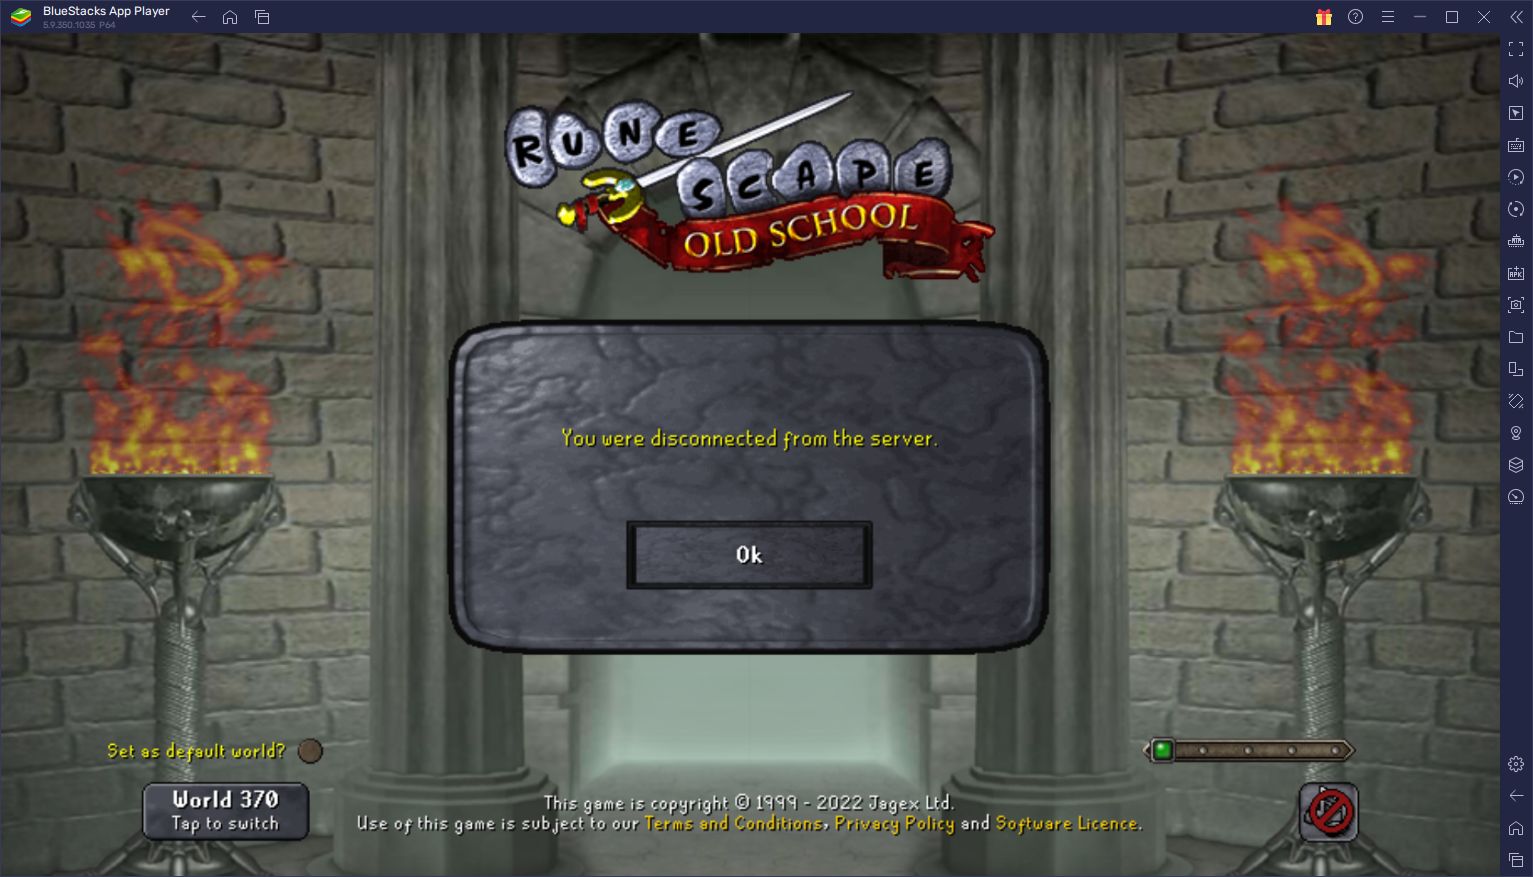 BlueStacks App Player
5.9.350.1035 P64
RUNE
SCAPE
OLD SCHOOL
You were disconnected from the server.
Ok
Set as default world?
World 370
Tap to switch
This game is copyright © 1999 - 2022 Jagex Ltd.
Use of this game is subject to our Terms and Conditions, Privacy Policy and Software Licence.
APK